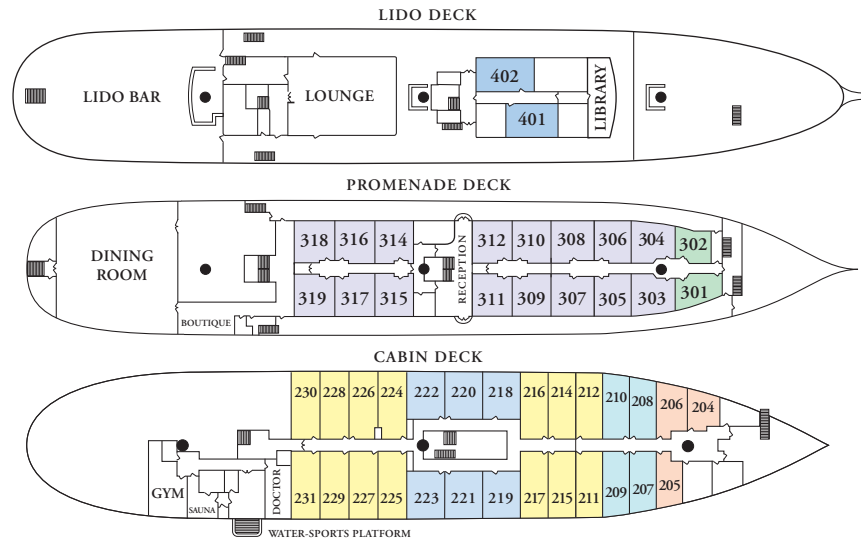 LIDO DECK
LIDO BAR
LOUNGE
402
401
LIBRARY
PROMENADE DECK
DINING
ROOM
BOUTIQUE
318 316 314
RECEPTION
312 310 308 306 304 302
319 317 315
311 309 307 305 303 301
CABIN DECK
230 228 226 224 222 220 218 216 214 212 210 208 206 204
GYM
SAUNA
DOCTOR
231 229 227 225 223 221 219 217 215 211 209 207 205
WATER-SPORTS PLATFORM